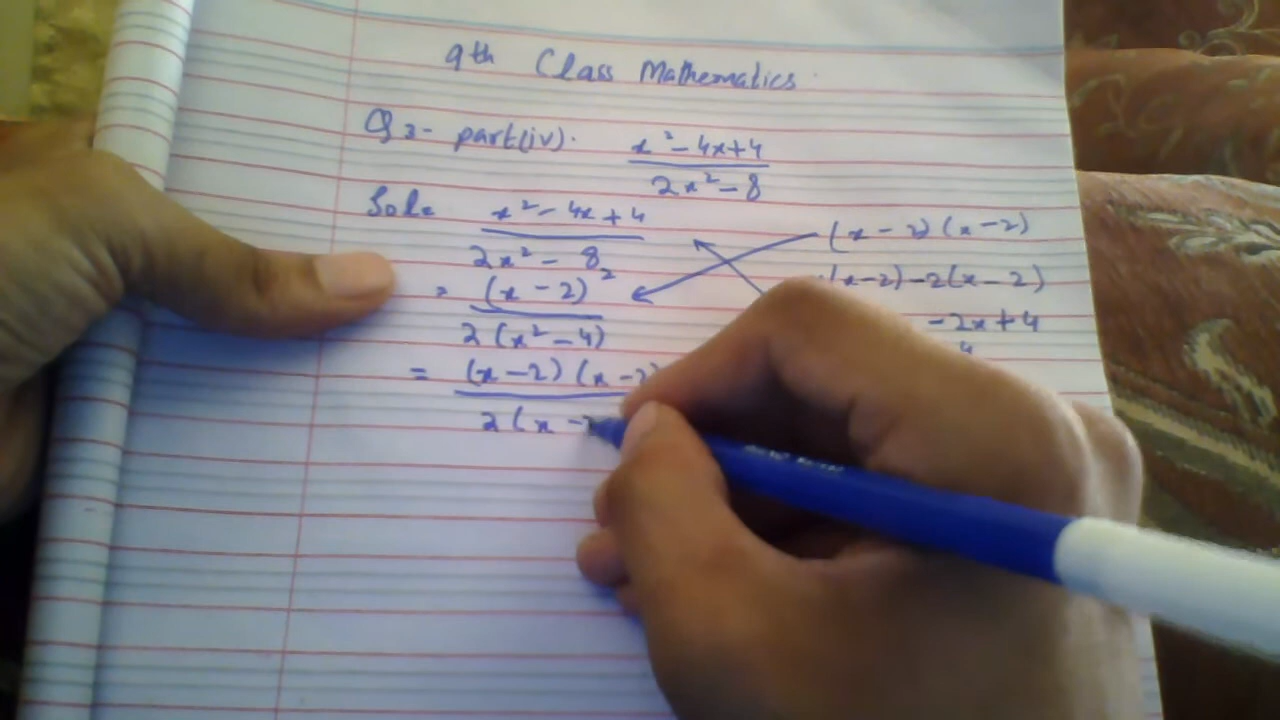 9th Class Mathematics
Q3- part(iv). x² - 4x + 4
2x² - 8
Sol= x² - 4x + 4
2x² - 8
= (x - 2)²
2(x² - 4)
= (x - 2)(x - 2)
2(x -
(x - 2)(x - 2)
(x-2) - 2(x - 2)
- 2x + 4
4